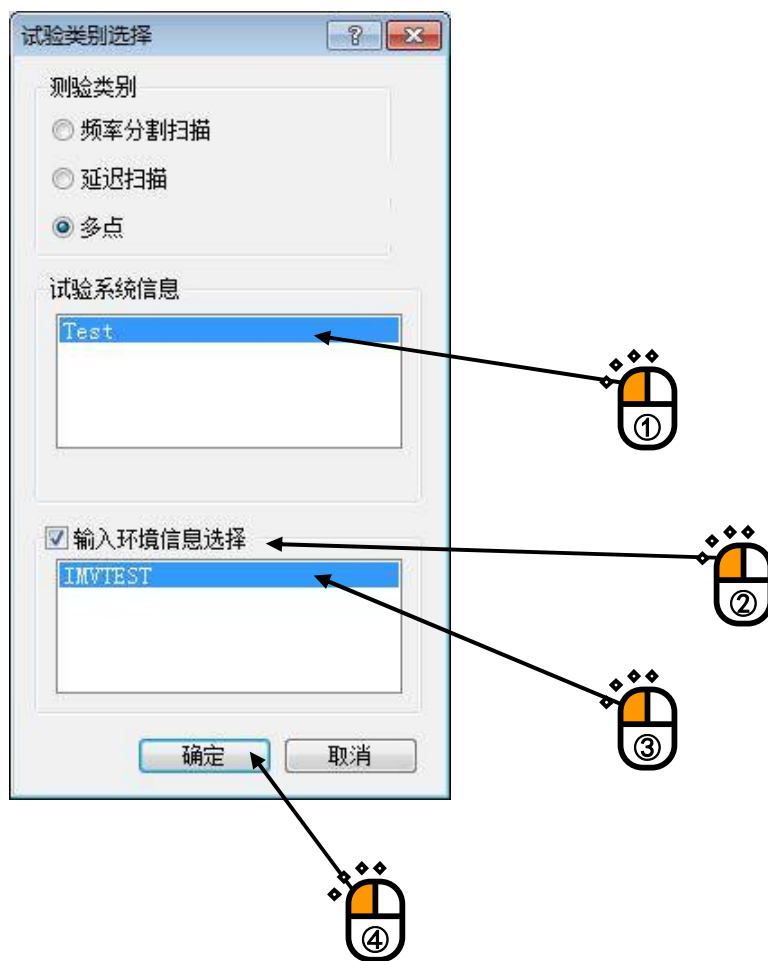 试验类别选择
测验类别
频率分割扫描
延迟扫描
多点
试验系统信息
Test
①
输入环境信息选择
②
IMVTEST
③
确定 取消
④